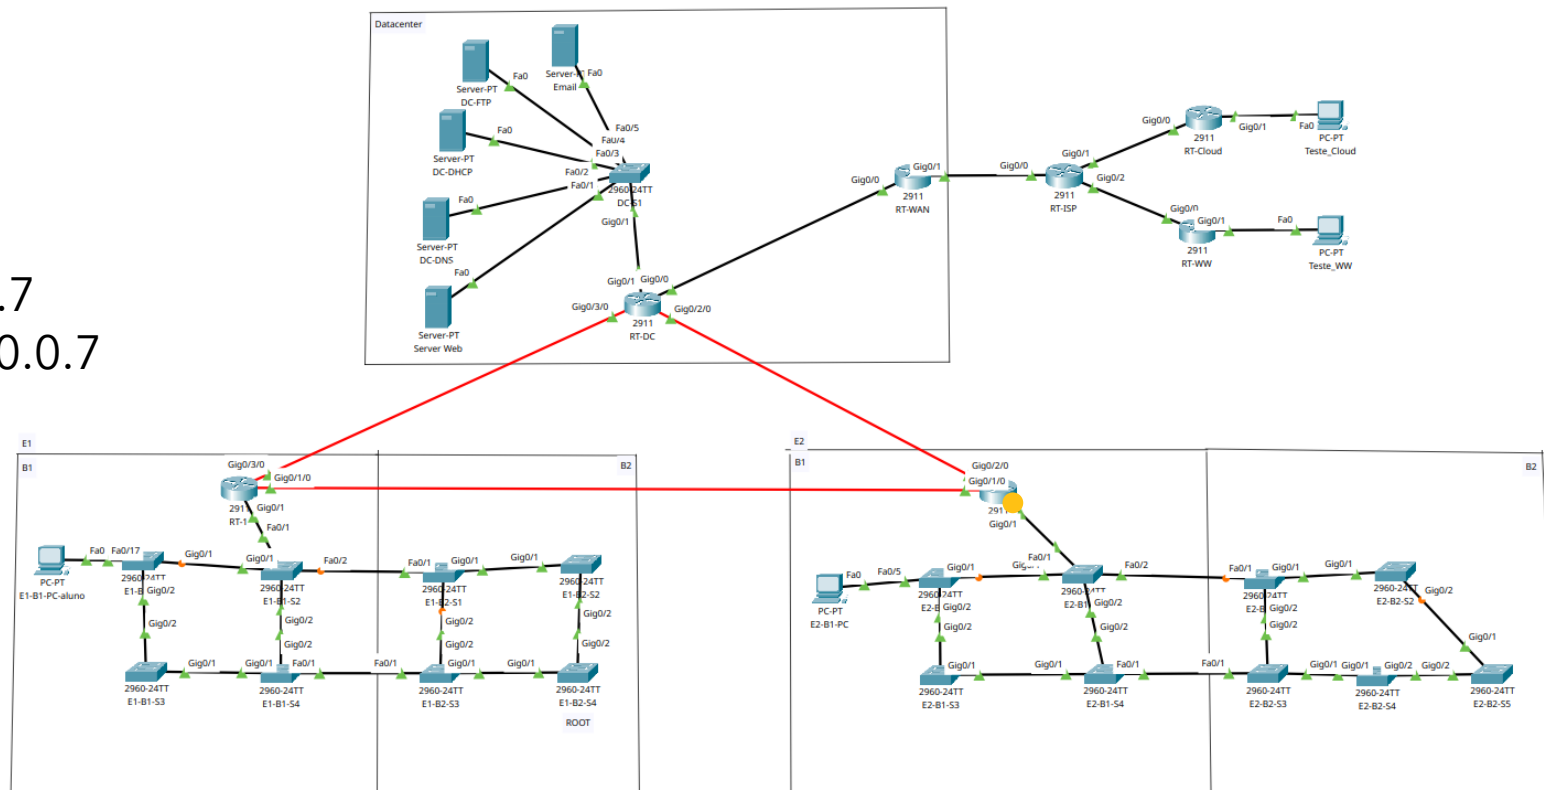 Datacenter
Server-PT
DC-FTP
Fa0
Email
Fa0
Server-PT
DC-DHCP
Fa0
Server-PT
DC-DNS
Fa0
Server-PT
Server Web
Fa0
Fa0/5
Fa0/4
Fa0/3
Fa0/2
Fa0/1
2960-24TT
DC-S1
Gig0/1
Gig0/1
Gig0/0
Gig0/3/0
Gig0/2/0
2911
RT-DC
Gig0/0
Gig0/1
2911
RT-WAN
Gig0/0
Gig0/1
Gig0/2
2911
RT-ISP
Gig0/0
Gig0/1
2911
RT-Cloud
Fa0
PC-PT
Teste_Cloud
Gig0/0
Gig0/1
2911
RT-WW
Fa0
PC-PT
Teste_WW
.7
0.0.7
E1
B1
B2
Gig0/3/0
Gig0/1/0
Gig0/1
Fa0/1
PC-PT
E1-B1-PC-aluno
Fa0
Fa0/17
Gig0/1
Gig0/2
Gig0/1
Fa0/2
2960-24TT
E1-B1-S2
Gig0/2
Gig0/2
Gig0/2
Gig0/1
2960-24TT
E1-B1-S3
Gig0/1
Fa0/1
2960-24TT
E1-B1-S4
Fa0/1
Gig0/1
2960-24TT
E1-B2-S1
Gig0/2
Gig0/2
Gig0/1
2960-24TT
E1-B2-S2
Gig0/2
Gig0/2
Fa0/1
Gig0/1
2960-24TT
E1-B2-S3
Gig0/1
2960-24TT
E1-B2-S4
ROOT
E2
B1
B2
Gig0/2/0
Gig0/1/0
Gig0/1
Fa0/1
PC-PT
E2-B1-PC
Fa0
Fa0/5
Gig0/1
Gig0/2
Fa0/2
Gig0/2
Gig0/2
Gig0/2
Gig0/1
2960-24TT
E2-B1-S3
Gig0/1
Fa0/1
2960-24TT
E2-B1-S4
Fa0/1
Gig0/1
Gig0/2
Gig0/2
Gig0/1
E2-B2-S2
Gig0/2
Gig0/1
Fa0/1
Gig0/1
2960-24TT
E2-B2-S3
Gig0/1
Gig0/2
2960-24TT
E2-B2-S4
Gig0/2
2960-24TT
E2-B2-S5